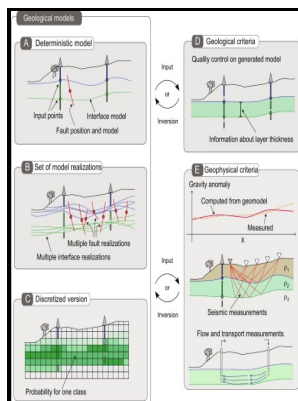 Geological models
A Deterministic model
Input points
Interface model
Fault position and model
B Set of model realizations
Multiple fault realizations
Multiple interface realizations
C Discretized version
Probability for one class
Input
or
Inversion
Input
or
Inversion
D Geological criteria
Quality control on generated model
Information about layer thickness
E Geophysical criteria
Gravity anomaly
Computed from geomodel
Measured
x
ρ1
ρ2
ρ3
Seismic measurements
Flow and transport measurements